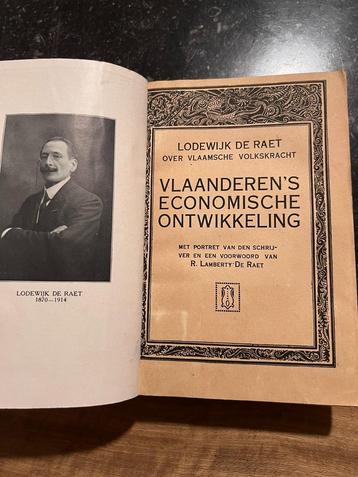 LODEWIJK DE RAET
1870—1914
LODEWIJK DE RAET
OVER VLAAMSCHE VOLKSKRACHT
VLAANDEREN'S
ECONOMISCHE
ONTWIKKELING
MET PORTRET VAN DEN SCHRIJ-
VER EN EEN VOORWOORD VAN
R. LAMBERTY-DE RAET